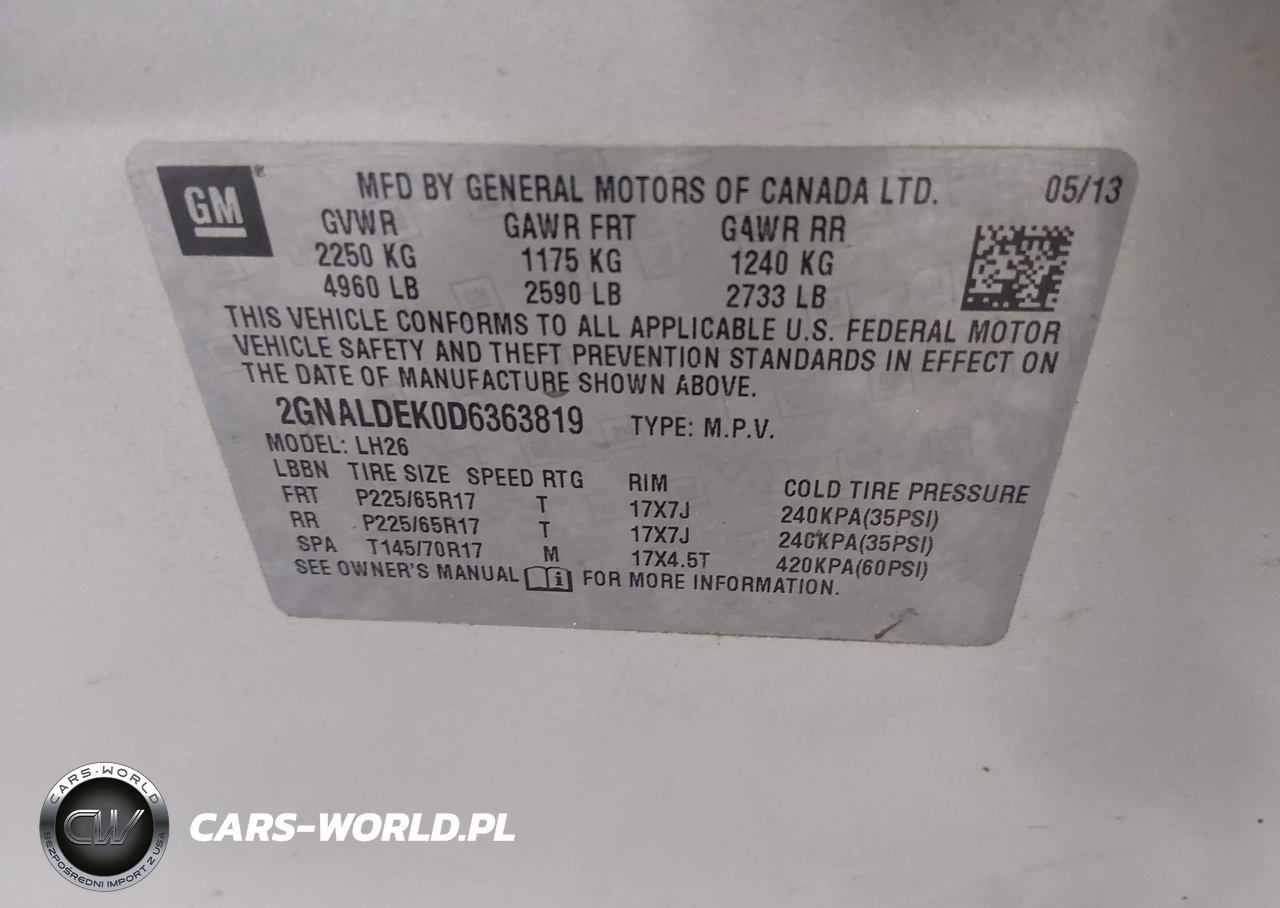 GM® MFD BY GENERAL MOTORS OF CANADA LTD. 05/13
GVWR GAWR FRT GAWR RR
2250 KG 1175 KG 1240 KG
4960 LB 2590 LB 2733 LB
THIS VEHICLE CONFORMS TO ALL APPLICABLE U.S. FEDERAL MOTOR
VEHICLE SAFETY AND THEFT PREVENTION STANDARDS IN EFFECT ON
THE DATE OF MANUFACTURE SHOWN ABOVE.
2GNALDEK0D6363819 TYPE: M.P.V.
MODEL: LH26
LBBN TIRE SIZE SPEED RTG RIM COLD TIRE PRESSURE
FRT P225/65R17 T 17X7J 240KPA(35PSI)
RR P225/65R17 T 17X7J 240KPA(35PSI)
SPA T145/70R17 M 17X4.5T 420KPA(60PSI)
SEE OWNER'S MANUAL i FOR MORE INFORMATION.
CARS-WORLD
CW
BEZPOŚREDNI IMPORT Z USA
CARS-WORLD.PL